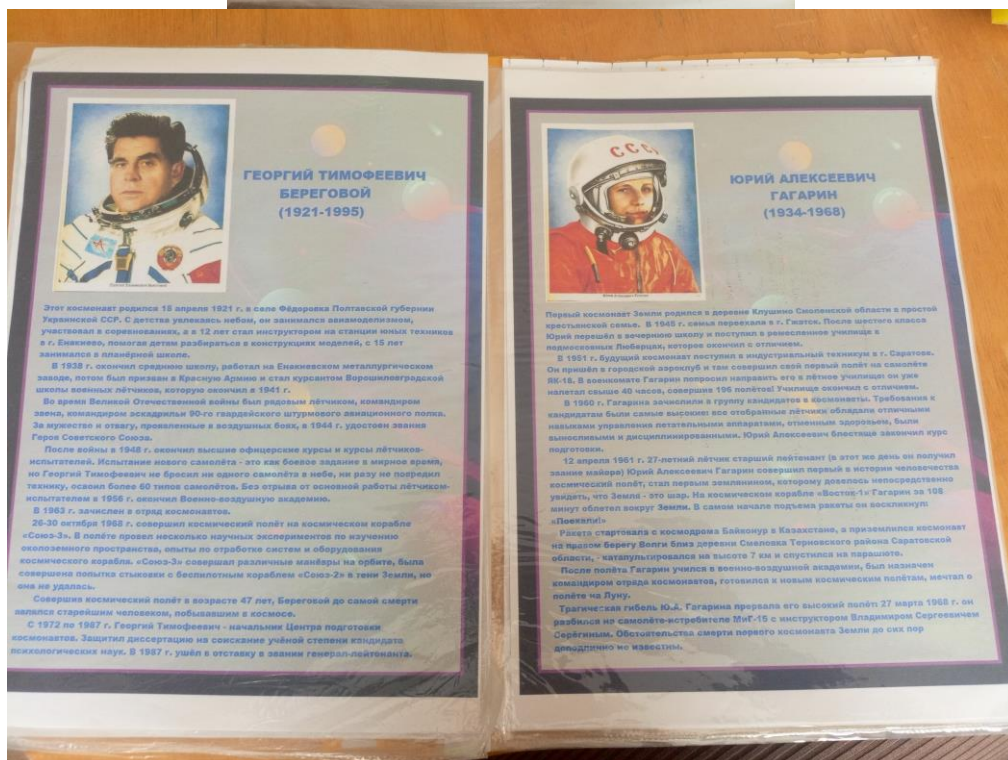 ГЕОРГИЙ ТИМОФЕЕВИЧ
БЕРЕГОВОЙ
(1921-1995)
Этот космонавт родился 15 апреля 1921 г. в селе Фёдоровка Полтавской губернии
Украинской ССР. С детства увлекаясь небом, он занимался авиамоделизмом,
участвовал в соревнованиях, а в 12 лет стал инструктором на станции юных техников
в г. Енакиево, помогая детям разбираться в конструкциях моделей, с 15 лет
занимался в планёрной школе.
В 1938 г. окончил среднюю школу, работал на Енакиевском металлургическом
заводе, потом был призван в Красную Армию и стал курсантом Ворошиловградской
школы военных лётчиков, которую окончил в 1941 г.
Во время Великой Отечественной войны был рядовым лётчиком, командиром
звена, командиром эскадрильи 90-го гвардейского штурмового авиационного полка.
За мужество и отвагу, проявленные в воздушных боях, в 1944 г. удостоен звания
Героя Советского Союза.
После войны в 1948 г. окончил высшие офицерские курсы и курсы лётчиков-
испытателей. Испытание нового самолёта - это как боевое задание в мирное время,
но Георгий Тимофеевич не бросил ни одного самолёта в небе, ни разу не повредил
технику, освоил более 60 типов самолётов. Без отрыва от основной работы лётчиком-
испытателем в 1956 г. окончил Военно-воздушную академию.
В 1963 г. зачислен в отряд космонавтов.
26-30 октября 1968 г. совершил космический полёт на космическом корабле
«Союз-3». В полёте провел несколько научных экспериментов по изучению
околоземного пространства, опыты по отработке систем и оборудования
космического корабля. «Союз-3» совершал различные манёвры на орбите, была
совершена попытка стыковки с беспилотным кораблем «Союз-2» в тени Земли, но
она не удалась.
Совершив космический полёт в возрасте 47 лет, Береговой до самой смерти
являлся старейшим человеком, побывавшим в космосе.
С 1972 по 1987 г. Георгий Тимофеевич - начальник Центра подготовки
космонавтов. Защитил диссертацию на соискание учёной степени кандидата
психологических наук. В 1987 г. ушёл в отставку в звании генерал-лейтенанта.
СССР
ЮРИЙ АЛЕКСЕЕВИЧ
ГАГАРИН
(1934-1968)
Первый космонавт Земли родился в деревне Клушино Смоленской области в простой
крестьянской семье. В 1945 г. семья переехала в г. Гжатск. После шестого класса
Юрий перешёл в вечернюю школу и поступил в ремесленное училище в
подмосковных Люберцах, которое окончил с отличием.
В 1951 г. будущий космонавт поступил в индустриальный техникум в г. Саратове.
Он пришёл в городской аэроклуб и там совершил свой первый полёт на самолёте
ЯК-18. В военкомате Гагарин попросил направить его в лётное училище: он уже
налетал свыше 40 часов, совершив 106 полётов! Училище окончил с отличием.
В 1960 г. Гагарина зачислили в группу кандидатов в космонавты. Требования к
кандидатам были самые высокие: все отобранные лётчики обладали отличными
навыками управления летательными аппаратами, отменным здоровьем, были
выносливыми и дисциплинированными. Юрий Алексеевич блестяще закончил курс
подготовки.
12 апреля 1961 г. 27-летний лётчик старший лейтенант (в этот же день он получил
звание майора) Юрий Алексеевич Гагарин совершил первый в истории человечества
космический полёт, стал первым землянином, которому довелось непосредственно
увидеть, что Земля - это шар. На космическом корабле «Восток-1» Гагарин за 108
минут облетел вокруг Земли. В самом начале подъема ракеты он воскликнул:
«Поехали!»
Ракета стартовала с космодрома Байконур в Казахстане, а приземлился космонавт
на правом берегу Волги близ деревни Смеловка Терновского района Саратовской
области, - катапультировался на высоте 7 км и спустился на парашюте.
После полёта Гагарин учился в военно-воздушной академии, был назначен
командиром отряда космонавтов, готовился к новым космическим полётам, мечтал о
полёте на Луну.
Трагическая гибель Ю.А. Гагарина прервала его высокий полёт: 27 марта 1968 г. он
разбился на самолёте-истребителе МиГ-15 с инструктором Владимиром Сергеевичем
Серёгиным. Обстоятельства смерти первого космонавта Земли до сих пор
доподлинно не известны.